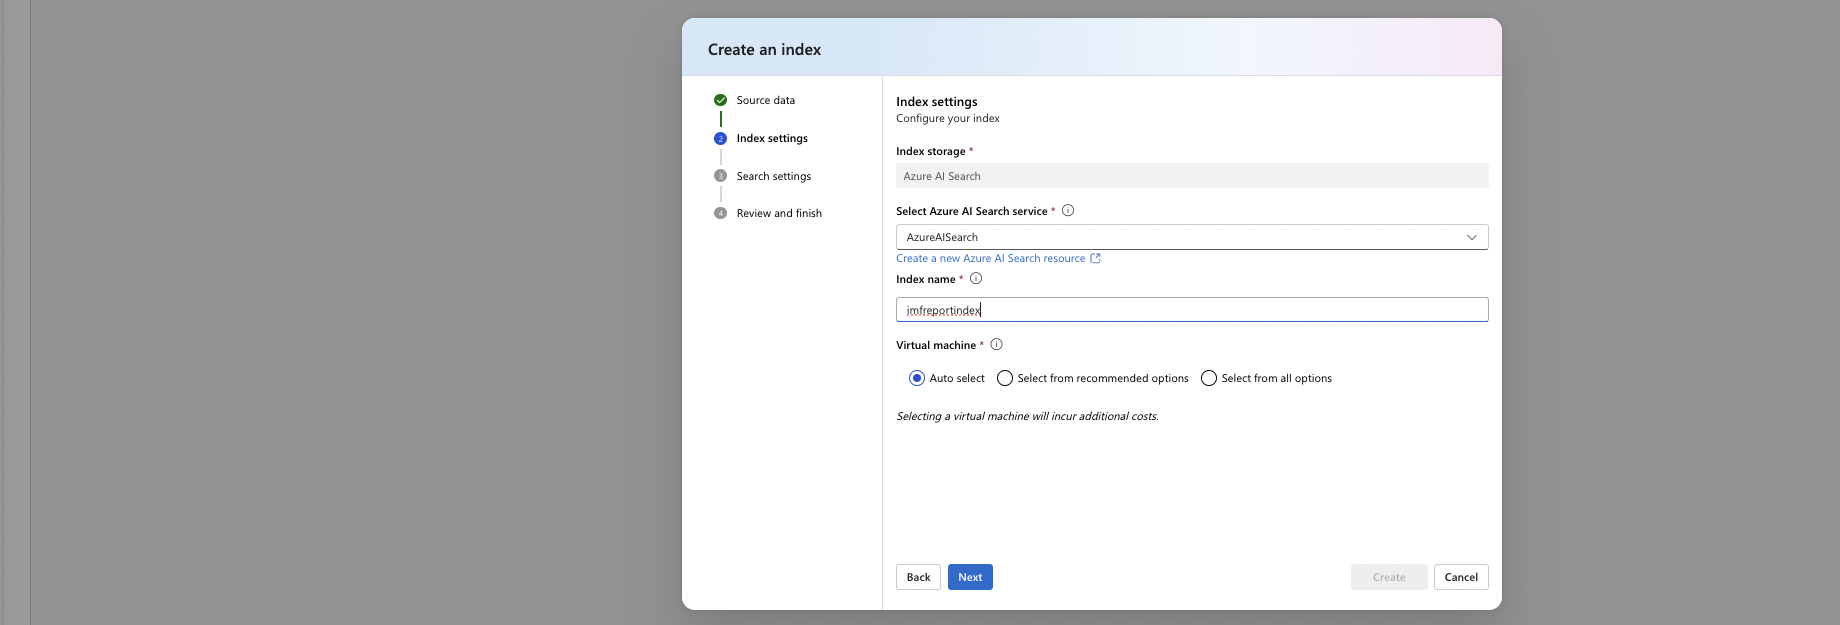 Create an index
Source data
2 Index settings
3 Search settings
4 Review and finish
Index settings
Configure your index
Index storage *
Azure AI Search
Select Azure AI Search service *
AzureAISearch
Create a new Azure AI Search resource
Index name *
imfreportindex
Virtual machine *
Auto select Select from recommended options Select from all options
Selecting a virtual machine will incur additional costs.
Back Next Create Cancel